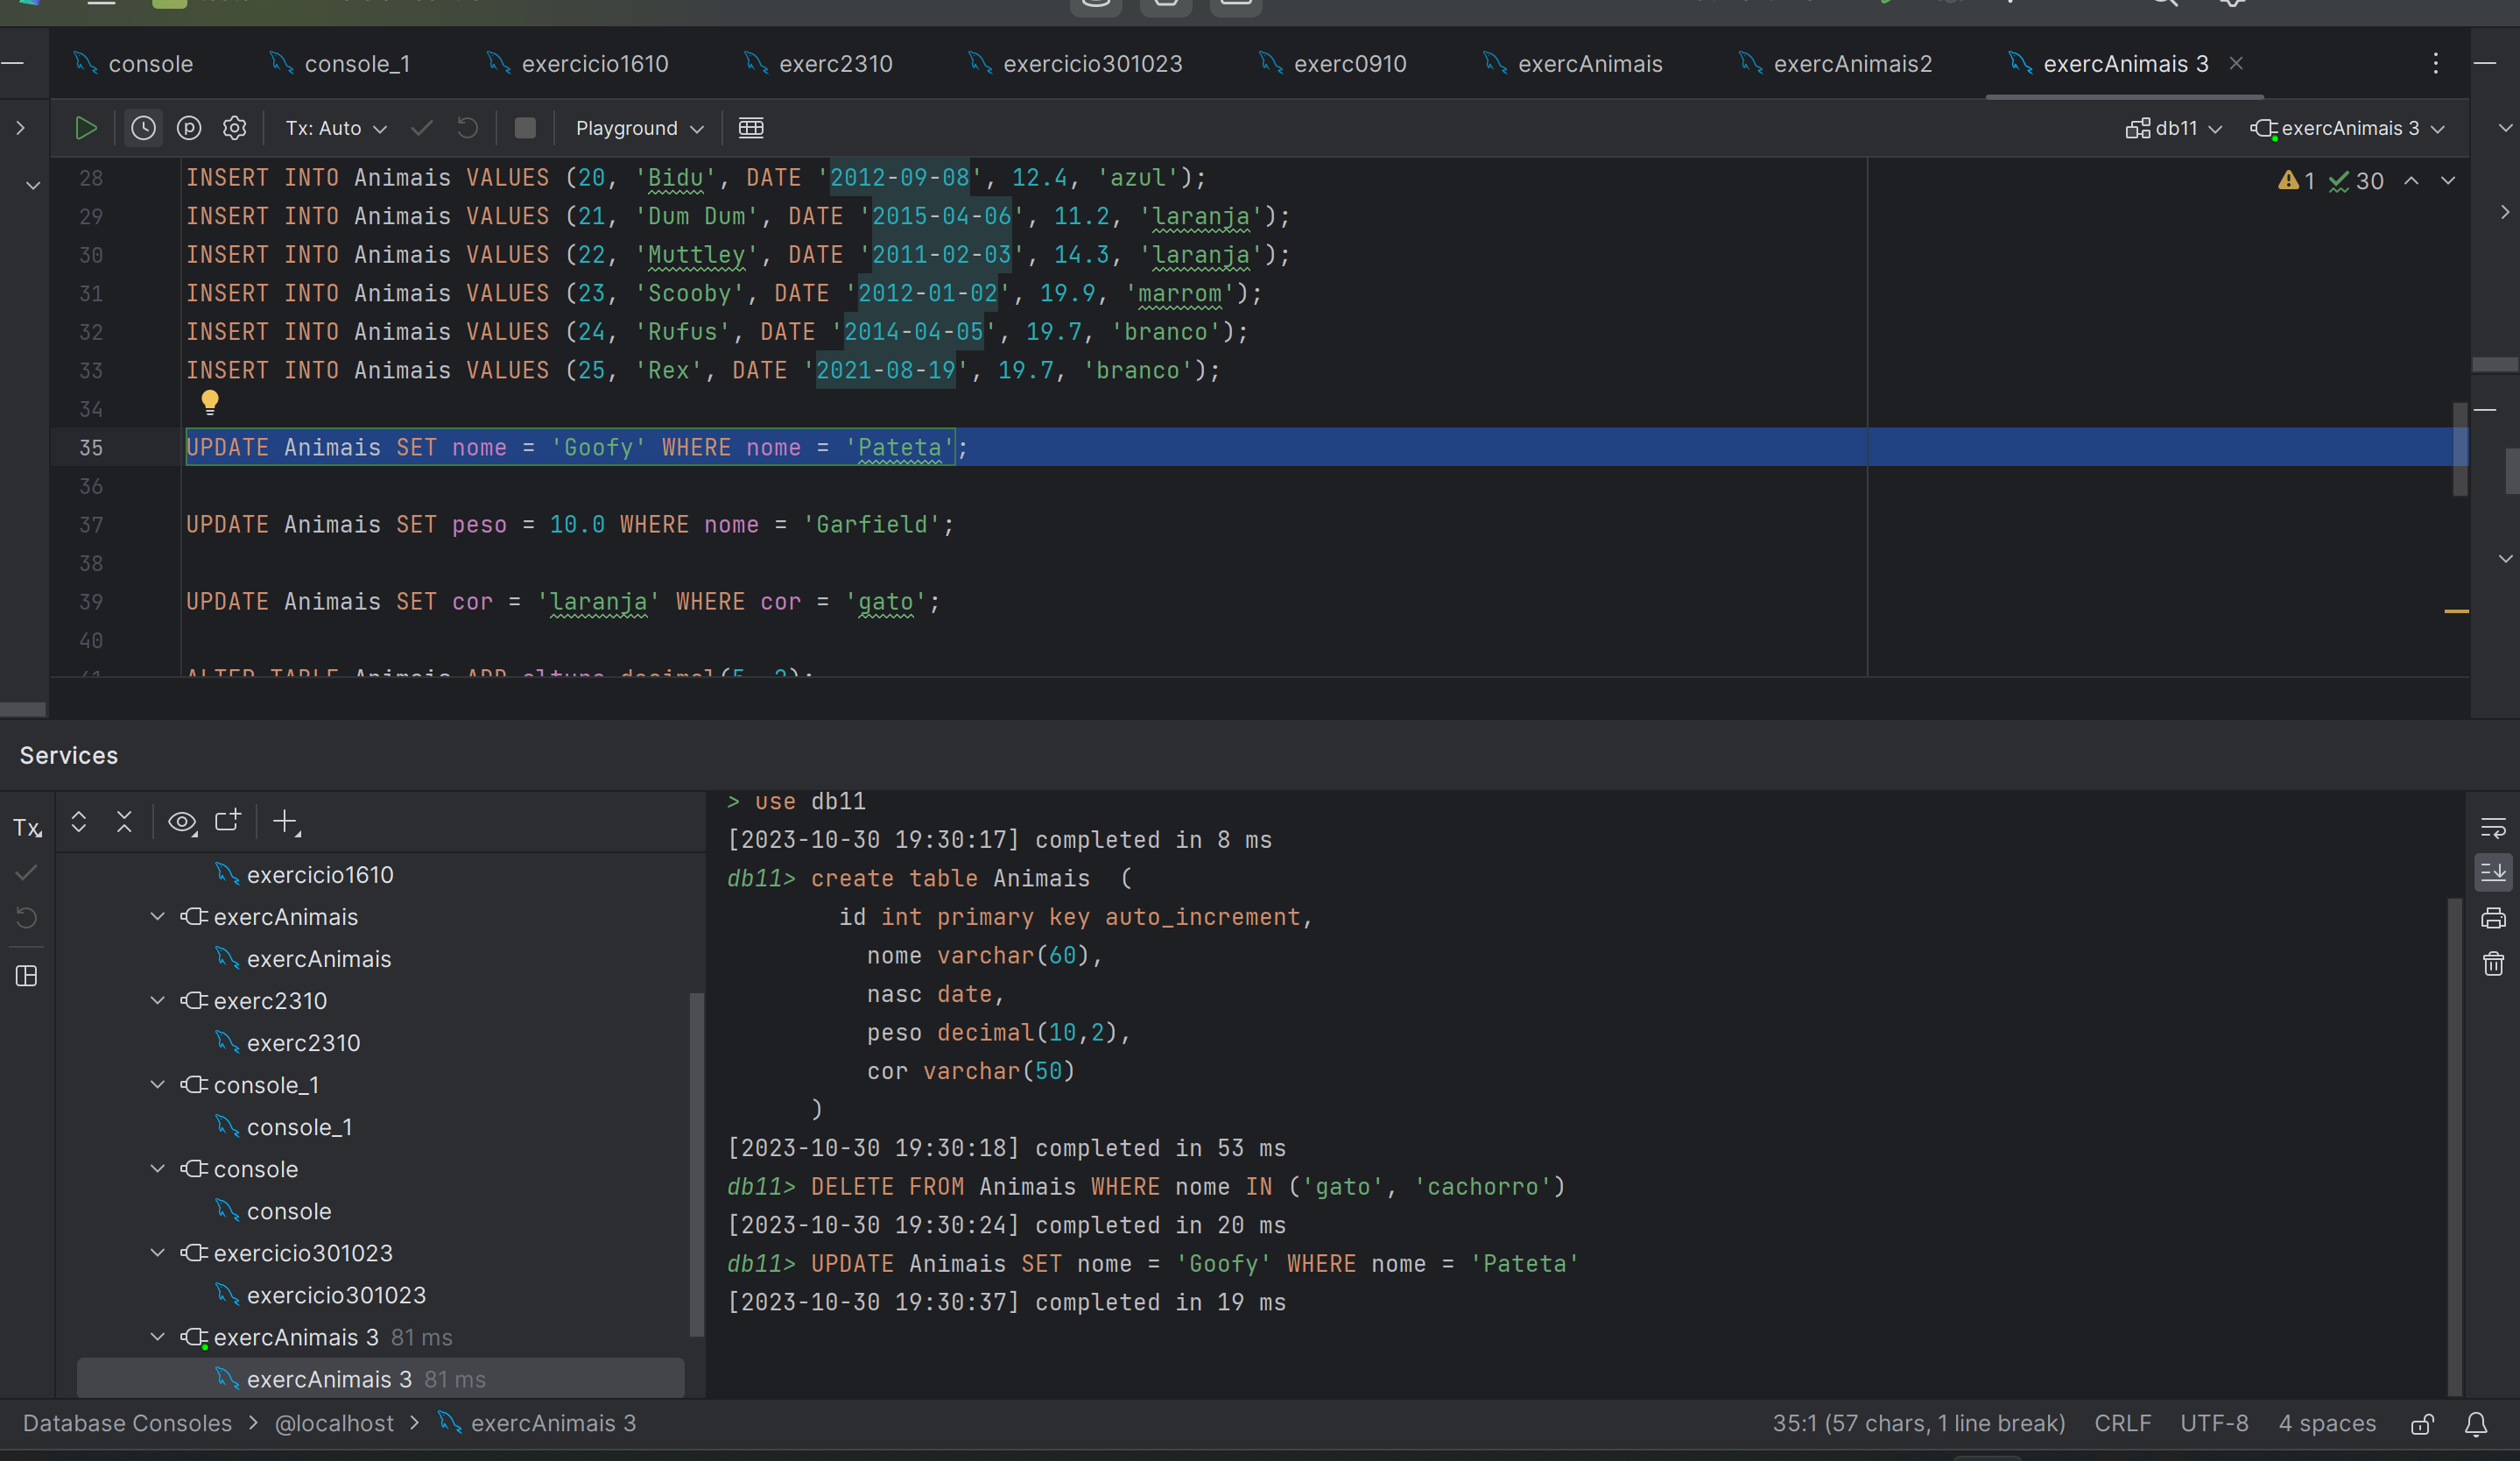 console console_1 exercicio1610 exerc2310 exercicio301023 exerc0910 exercAnimais exercAnimais2 exercAnimais 3
Tx: Auto Playground db11 exercAnimais 3
28 INSERT INTO Animais VALUES (20, 'Bidu', DATE '2012-09-08', 12.4, 'azul');
1 30
29 INSERT INTO Animais VALUES (21, 'Dum Dum', DATE '2015-04-06', 11.2, 'laranja');
30 INSERT INTO Animais VALUES (22, 'Muttley', DATE '2011-02-03', 14.3, 'laranja');
31 INSERT INTO Animais VALUES (23, 'Scooby', DATE '2012-01-02', 19.9, 'marrom');
32 INSERT INTO Animais VALUES (24, 'Rufus', DATE '2014-04-05', 19.7, 'branco');
33 INSERT INTO Animais VALUES (25, 'Rex', DATE '2021-08-19', 19.7, 'branco');
34
35 UPDATE Animais SET nome = 'Goofy' WHERE nome = 'Pateta';
36
37 UPDATE Animais SET peso = 10.0 WHERE nome = 'Garfield';
38
39 UPDATE Animais SET cor = 'laranja' WHERE cor = 'gato';
40
41 ALTER TABLE Animais ADD altura decimal(5, 2);
Services
Tx
exercicio1610
exercAnimais
exercAnimais
exerc2310
exerc2310
console_1
console_1
console
console
exercicio301023
exercicio301023
exercAnimais 3 81 ms
exercAnimais 3 81 ms
> use db11
[2023-10-30 19:30:17] completed in 8 ms
db11> create table Animais  (
id int primary key auto_increment,
nome varchar(60),
nasc date,
peso decimal(10,2),
cor varchar(50)
)
[2023-10-30 19:30:18] completed in 53 ms
db11> DELETE FROM Animais WHERE nome IN ('gato', 'cachorro')
[2023-10-30 19:30:24] completed in 20 ms
db11> UPDATE Animais SET nome = 'Goofy' WHERE nome = 'Pateta'
[2023-10-30 19:30:37] completed in 19 ms
Database Consoles > @localhost > exercAnimais 3
35:1 (57 chars, 1 line break) CRLF UTF-8 4 spaces